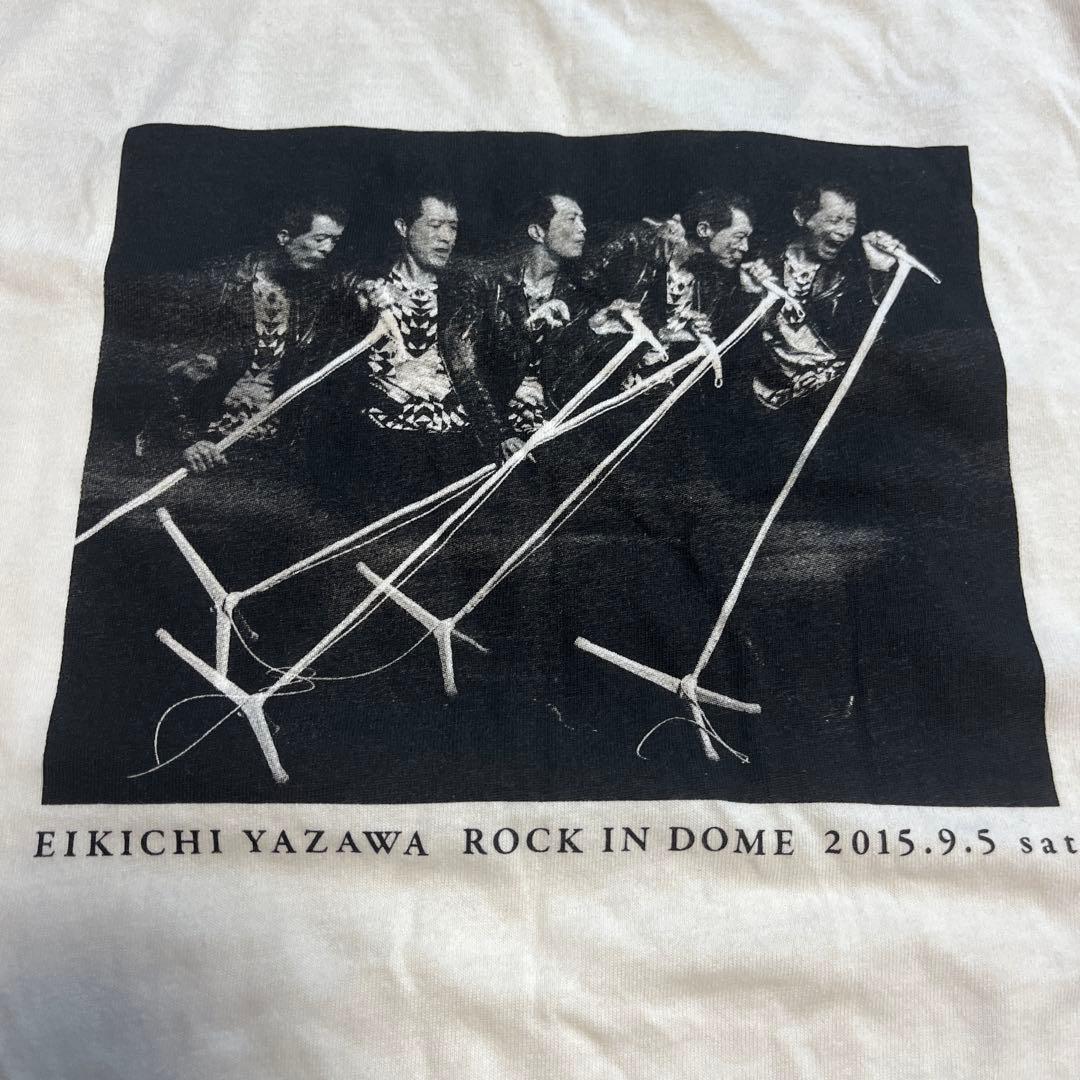 EIKICHI YAZAWA ROCK IN DOME 2015.9.5 sat